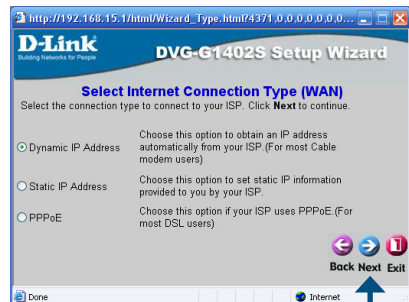 http://192.168.15.1/html/Wizard_Type.html?4371,0,0,0,0,0,0,0...
D-Link
Building Networks for People
DVG-G1402S Setup Wizard
Select Internet Connection Type (WAN)
Select the connection type to connect to your ISP. Click Next to continue.
Dynamic IP Address
Choose this option to obtain an IP address
automatically from your ISP.(For most Cable
modem users)
Static IP Address
Choose this option to set static IP information
provided to you by your ISP.
PPPoE
Choose this option if your ISP uses PPPoE.(For
most DSL users)
Back Next Exit
Done
Internet